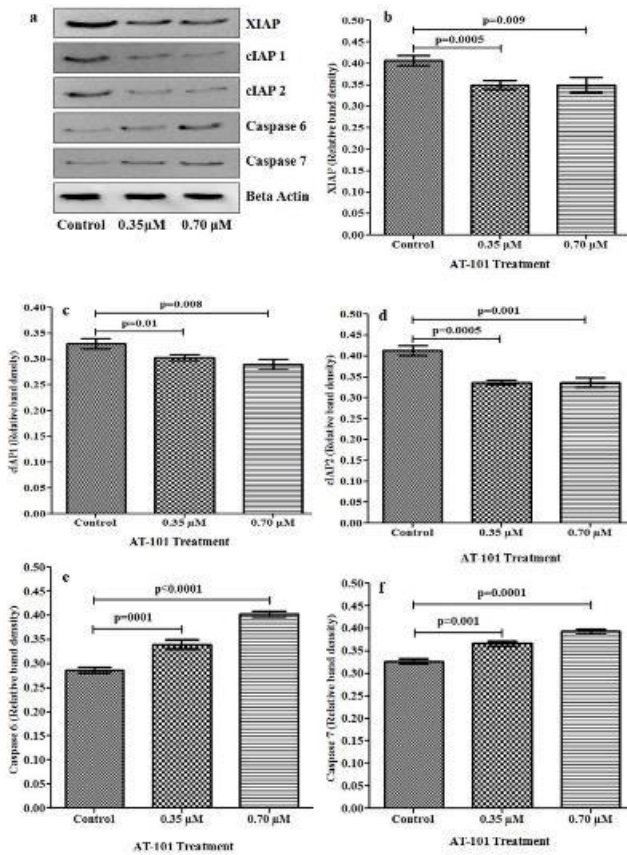 a
XIAP
cIAP 1
cIAP 2
Caspase 6
Caspase 7
Beta Actin
Control 0.35µM 0.70 µM
b
p=0.009
p=0.0005
XIAP (Relative band density)
0.50
0.45
0.40
0.35
0.30
0.25
0.20
0.15
0.10
0.05
0.00
Control 0.35 µM 0.70 µM
AT-101 Treatment
c
p=0.008
p=0.01
cIAP1 (Relative band density)
0.40
0.35
0.30
0.25
0.20
0.15
0.10
0.05
0.00
Control 0.35 µM 0.70 µM
AT-101 Treatment
d
p=0.001
p=0.0005
cIAP2 (Relative band density)
0.50
0.45
0.40
0.35
0.30
0.25
0.20
0.15
0.10
0.05
0.00
Control 0.35 µM 0.70 µM
AT-101 Treatment
e
p<0.0001
p=0001
Caspase 6 (Relative band density)
0.50
0.45
0.40
0.35
0.30
0.25
0.20
0.15
0.10
0.05
0.00
Control 0.35 µM 0.70 µM
AT-101 Treatment
f
p=0.0001
p=0.001
Caspase 7 (Relative band density)
0.50
0.45
0.40
0.35
0.30
0.25
0.20
0.15
0.10
0.05
0.00
Control 0.35 µM 0.70 µM
AT-101 Treatment